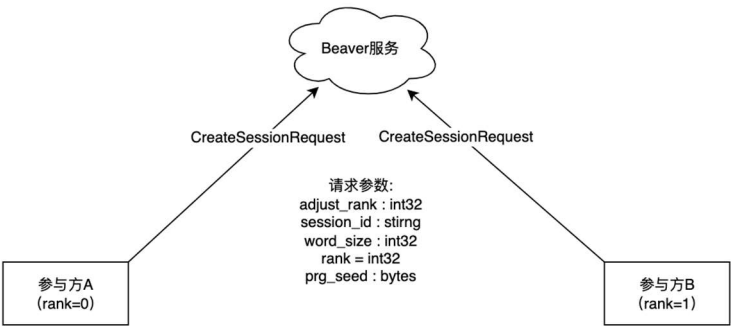 Beaver服务
CreateSessionRequest
CreateSessionRequest
请求参数:
adjust_rank : int32
session_id : stirng
word_size : int32
rank = int32
prg_seed : bytes
参与方A
（rank=0）
参与方B
（rank=1）